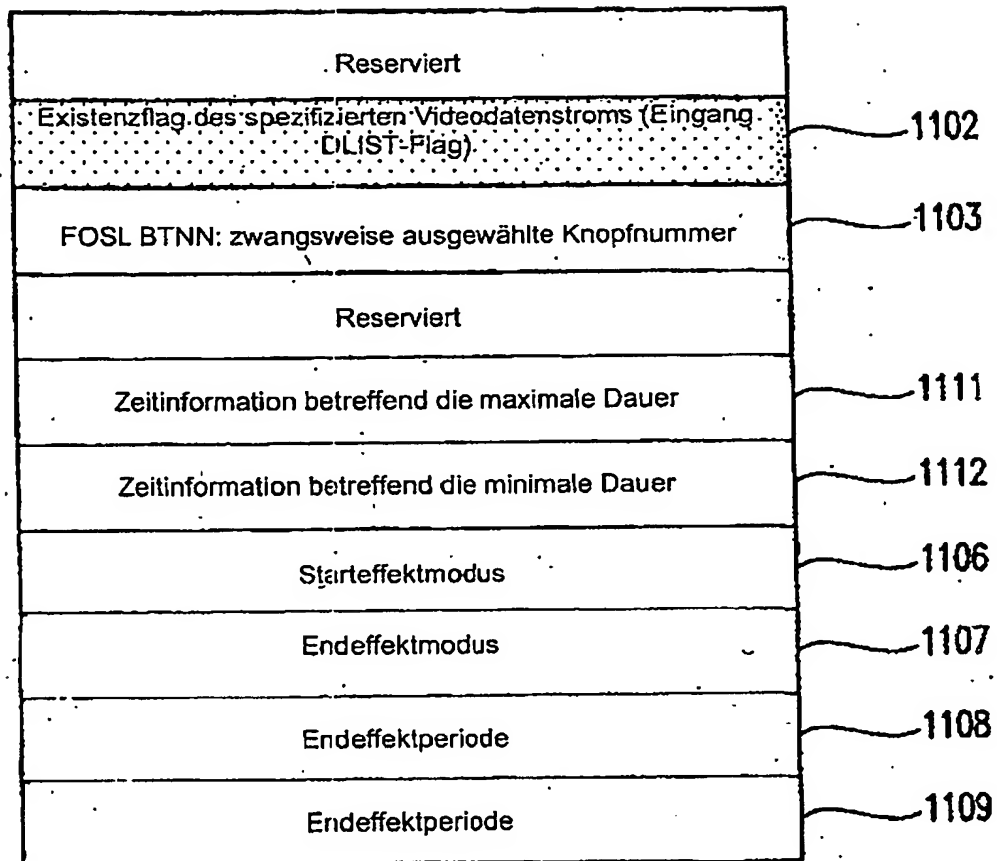 Reserviert
Existenzflag des spezifizierten Videodatenstroms (Eingang
DLIST-Flag)
1102
FOSL BTNN: zwangsweise ausgewählte Knopfnummer
1103
Reserviert
Zeitinformation betreffend die maximale Dauer
1111
Zeitinformation betreffend die minimale Dauer
1112
Starteffektmodus
1106
Endeffektmodus
1107
Endeffektperiode
1108
Endeffektperiode
1109